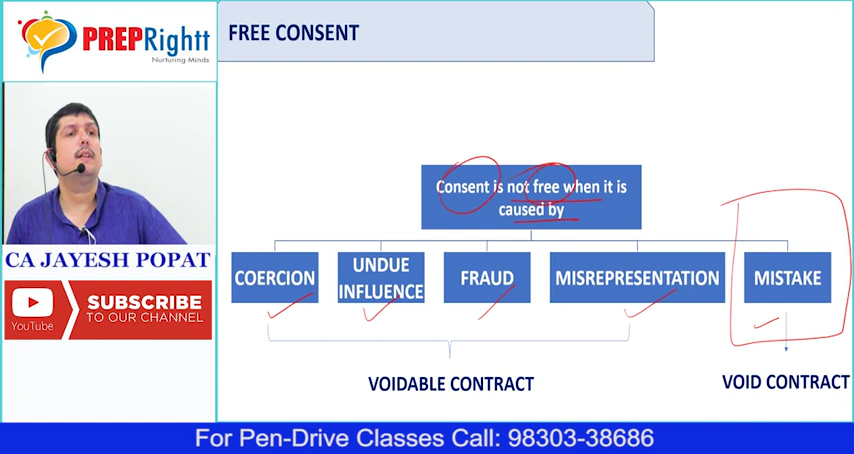 PREPRightt
Nurturing Minds
FREE CONSENT
Consent is not free when it is
caused by
COERCION
UNDUE
INFLUENCE
FRAUD
MISREPRESENTATION
MISTAKE
VOIDABLE CONTRACT
VOID CONTRACT
CA JAYESH POPAT
YouTube
SUBSCRIBE
TO OUR CHANNEL
For Pen-Drive Classes Call: 98303-38686